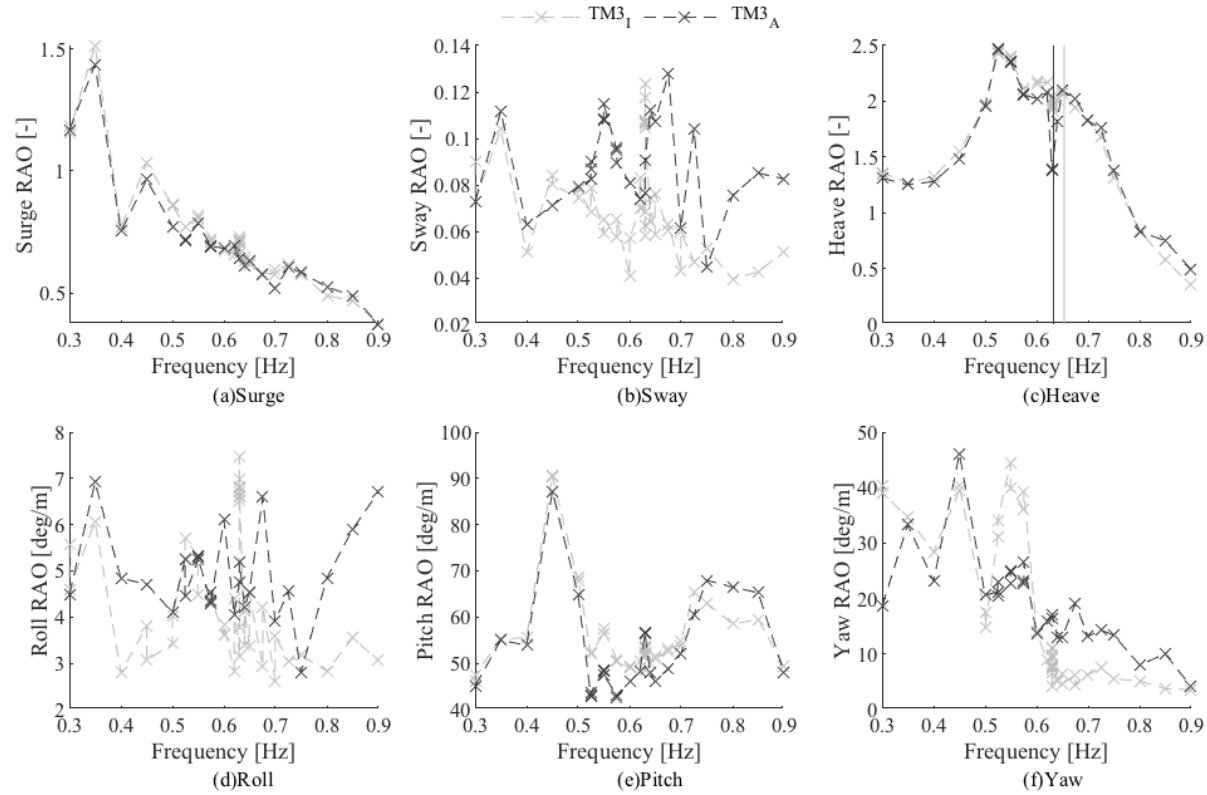 TM3I TM3A
1.5
1
0.5
0.3 0.4 0.5 0.6 0.7 0.8 0.9
Surge RAO [-]
Frequency [Hz]
(a)Surge
0.14
0.12
0.1
0.08
0.06
0.04
0.02
0.3 0.4 0.5 0.6 0.7 0.8 0.9
Sway RAO [-]
Frequency [Hz]
(b)Sway
2.5
2
1.5
1
0.5
0
0.3 0.4 0.5 0.6 0.7 0.8 0.9
Heave RAO [-]
Frequency [Hz]
(c)Heave
8
7
6
5
4
3
2
0.3 0.4 0.5 0.6 0.7 0.8 0.9
Roll RAO [deg/m]
Frequency [Hz]
(d)Roll
100
90
80
70
60
50
40
0.3 0.4 0.5 0.6 0.7 0.8 0.9
Pitch RAO [deg/m]
Frequency [Hz]
(e)Pitch
50
40
30
20
10
0
0.3 0.4 0.5 0.6 0.7 0.8 0.9
Yaw RAO [deg/m]
Frequency [Hz]
(f)Yaw